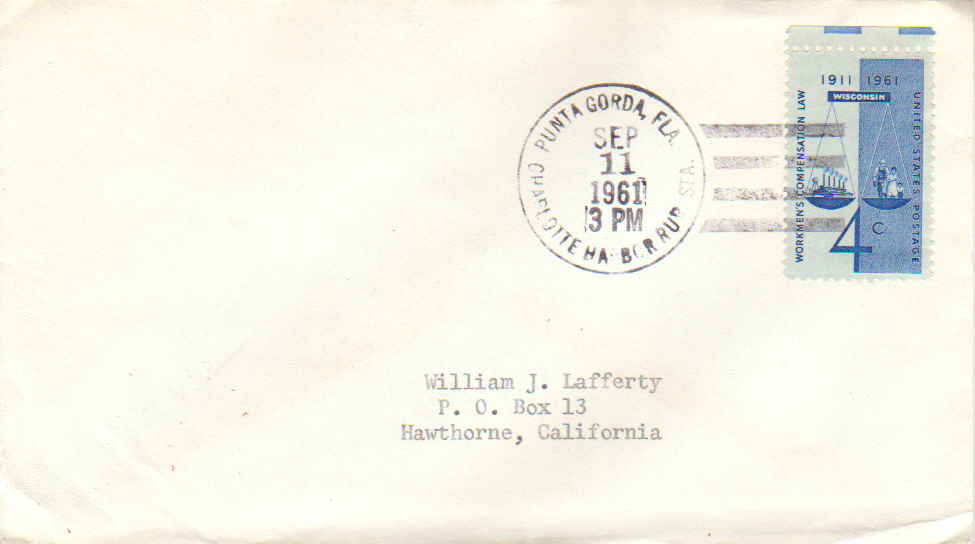 PUNTA GORDA, FLA.
SEP
11
1961
3 PM
CHARLOTTE HARBOR RUR. STA.
1911 1961
WISCONSIN
WORKMEN'S COMPENSATION LAW
UNITED STATES POSTAGE
4 C
William J. Lafferty
P. O. Box 13
Hawthorne, California